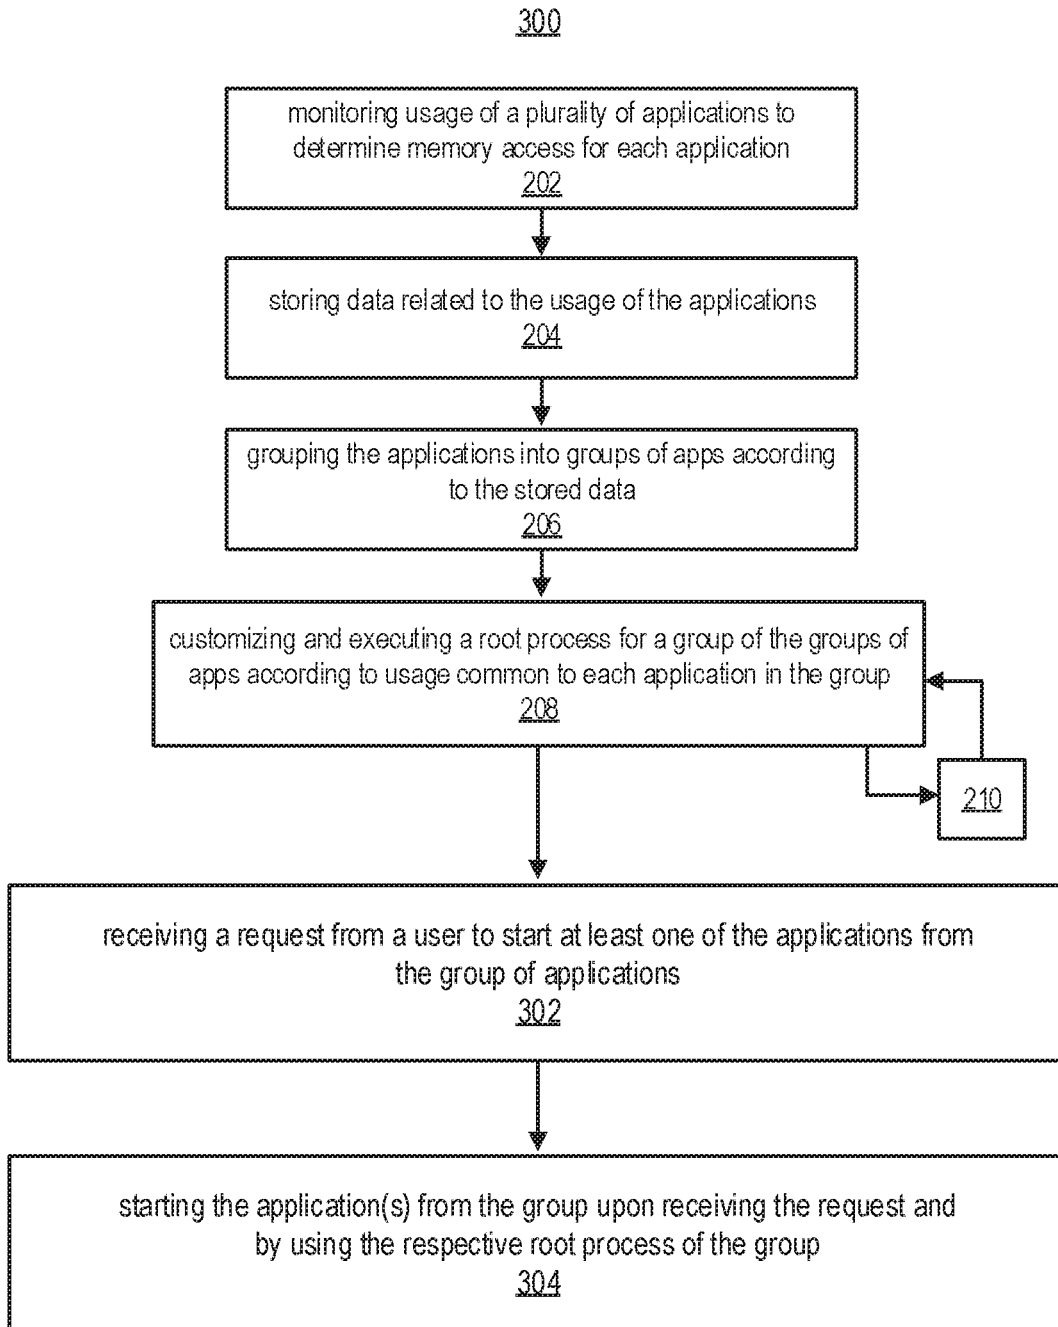 300
monitoring usage of a plurality of applications to
determine memory access for each application
202
storing data related to the usage of the applications
204
grouping the applications into groups of apps according
to the stored data
206
customizing and executing a root process for a group of the groups of
apps according to usage common to each application in the group
208
210
receiving a request from a user to start at least one of the applications from
the group of applications
302
starting the application(s) from the group upon receiving the request and
by using the respective root process of the group
304